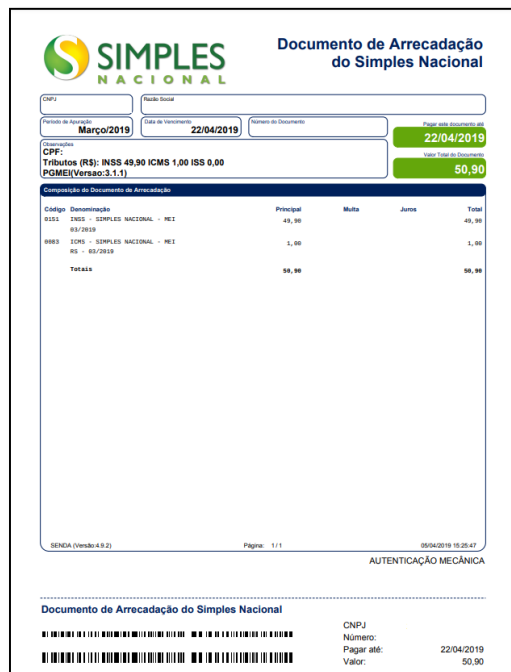 SIMPLES
NACIONAL
Documento de Arrecadação
do Simples Nacional
CNPJ
Razão Social
Período de Apuração
Março/2019
Data de Vencimento
22/04/2019
Número do Documento
Pagar este documento até
22/04/2019
Observações
CPF:
Tributos (R$): INSS 49,90 ICMS 1,00 ISS 0,00
PGMEI(Versao:3.1.1)
Valor Total do Documento
50,90
Composição do Documento de Arrecadação
Código Denominação Principal Multa Juros Total
0151 INSS - SIMPLES NACIONAL - MEI 49,90 49,90
03/2019
0083 ICMS - SIMPLES NACIONAL - MEI 1,00 1,00
RS - 03/2019
Totais 50,90 50,90
SENDA (Versão:4.9.2) Página: 1/1 05/04/2019 15:25:47
AUTENTICAÇÃO MECÂNICA
Documento de Arrecadação do Simples Nacional
CNPJ
Número:
Pagar até: 22/04/2019
Valor: 50,90